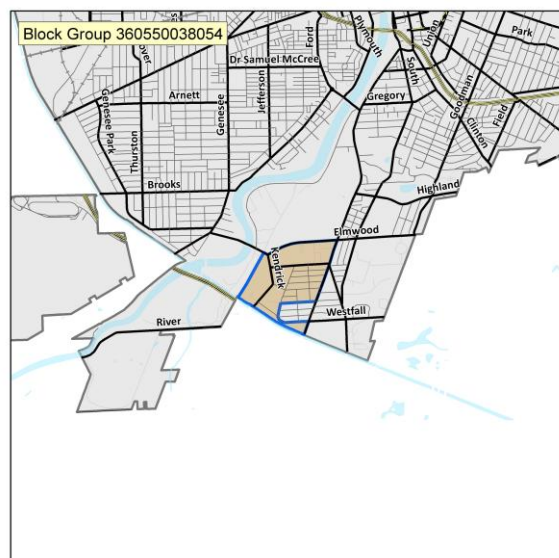 Block Group 360550038054
Dr Samuel McCree
Arnett
Genesee Park
Thurston
Genesee
Jefferson
Ford
Plymouth
South
Union
Park
Gregory
Goodman
Clinton
Field
Brooks
Highland
Elmwood
Kendrick
River
Westfall